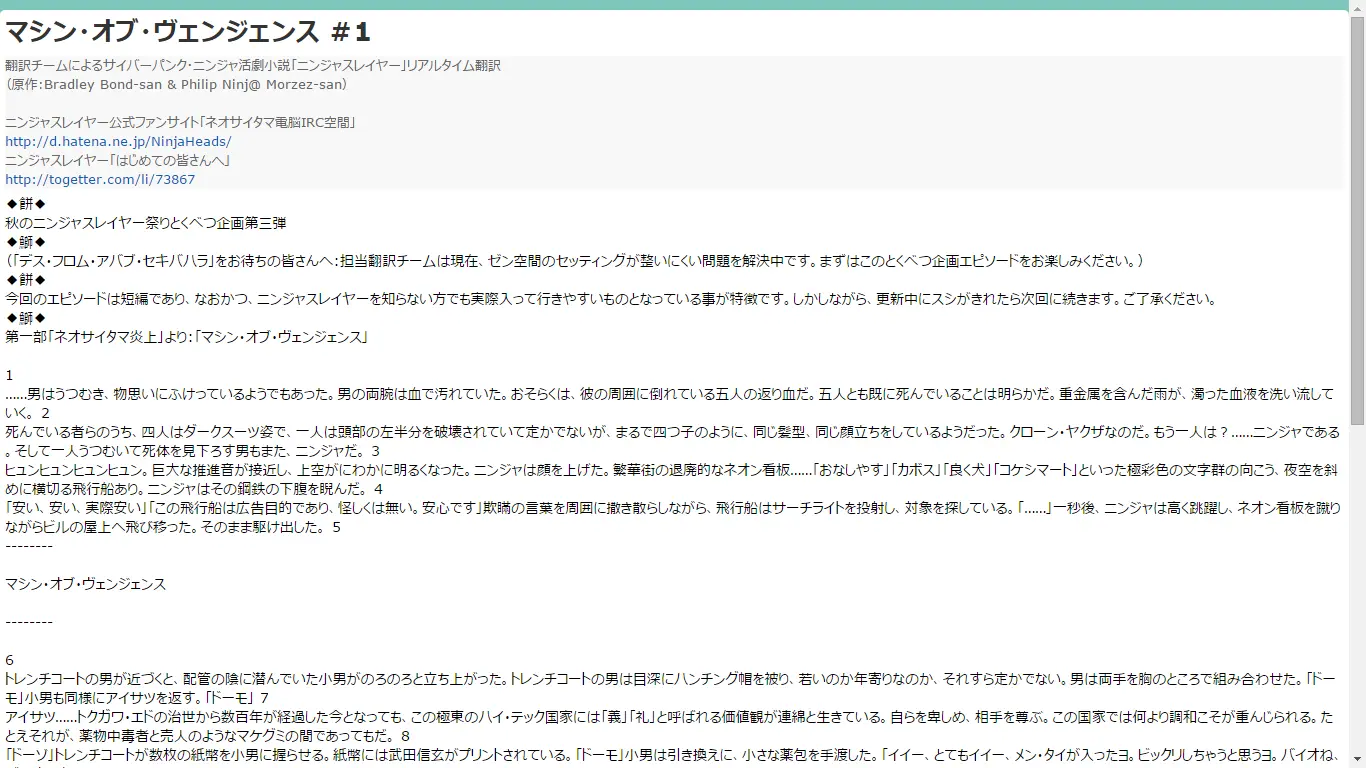 マシン・オブ・ヴェンジェンス ＃1
翻訳チームによるサイバーパンク・ニンジャ活劇小説「ニンジャスレイヤー」リアルタイム翻訳
（原作：Bradley Bond-san & Philip Ninj@ Morzez-san）
ニンジャスレイヤー公式ファンサイト「ネオサイタマ電脳IRC空間」
http://d.hatena.ne.jp/NinjaHeads/
ニンジャスレイヤー「はじめての皆さんへ」
http://togetter.com/li/73867
◆餅◆
秋のニンジャスレイヤー祭りとくべつ企画第三弾
◆鰤◆
（「デス・フロム・アバブ・セキバハラ」をお待ちの皆さんへ：担当翻訳チームは現在、ゼン空間のセッティングが整いにくい問題を解決中です。まずはこのとくべつ企画エピソードをお楽しみください。）
◆餅◆
今回のエピソードは短編であり、なおかつ、ニンジャスレイヤーを知らない方でも実際入って行きやすいものとなっている事が特徴です。しかしながら、更新中にスシがきれたら次回に続きます。ご了承ください。
◆鰤◆
第一部「ネオサイタマ炎上」より：「マシン・オブ・ヴェンジェンス」
1
……男はうつむき、物思いにふけっているようでもあった。男の両腕は血で汚れていた。おそらくは、彼の周囲に倒れている五人の返り血だ。五人とも既に死んでいることは明らかだ。重金属を含んだ雨が、濁った血液を洗い流して
いく。 2
死んでいる者らのうち、四人はダークスーツ姿で、一人は頭部の左半分を破壊されていて定かでないが、まるで四つ子のように、同じ髪型、同じ顔立ちをしているようだった。クローン・ヤクザなのだ。もう一人は？……ニンジャである
。そして一人うつむいて死体を見下ろす男もまた、ニンジャだ。 3
ヒュンヒュンヒュンヒュン。巨大な推進音が接近し、上空がにわかに明るくなった。ニンジャは顔を上げた。繁華街の退廃的なネオン看板……「おなしやす」「カボス」「良く犬」「コケシマート」といった極彩色の文字群の向こう、夜空を斜
めに横切る飛行船あり。ニンジャはその鋼鉄の下腹を睨んだ。 4
「安い、安い、実際安い」「この飛行船は広告目的であり、怪しくは無い。安心です」欺瞞の言葉を周囲に撒き散らしながら、飛行船はサーチライトを投射し、対象を探している。「……」一秒後、ニンジャは高く跳躍し、ネオン看板を蹴り
ながらビルの屋上へ飛び移った。そのまま駆け出した。 5
--------
マシン・オブ・ヴェンジェンス
--------
6
トレンチコートの男が近づくと、配管の陰に潜んでいた小男がのろのろと立ち上がった。トレンチコートの男は目深にハンチング帽を被り、若いのか年寄りなのか、それすら定かでない。男は両手を胸のところで組み合わせた。「ドー
モ」小男も同様にアイサツを返す。「ドーモ」 7
アイサツ……トクガワ・エドの治世から数百年が経過した今となっても、この極東のハイ・テック国家には「義」「礼」と呼ばれる価値観が連綿と生きている。自らを卑しめ、相手を尊ぶ。この国家では何より調和こそが重んじられる。た
とえそれが、薬物中毒者と売人のようなマケグミの間であってもだ。 8
「ドーゾ」トレンチコートが数枚の紙幣を小男に握らせる。紙幣には武田信玄がプリントされている。「ドーモ」小男は引き換えに、小さな薬包を手渡した。「イイー、とてもイイー、メン・タイが入ったヨ。ビックリしちゃうと思うヨ。バイオね、